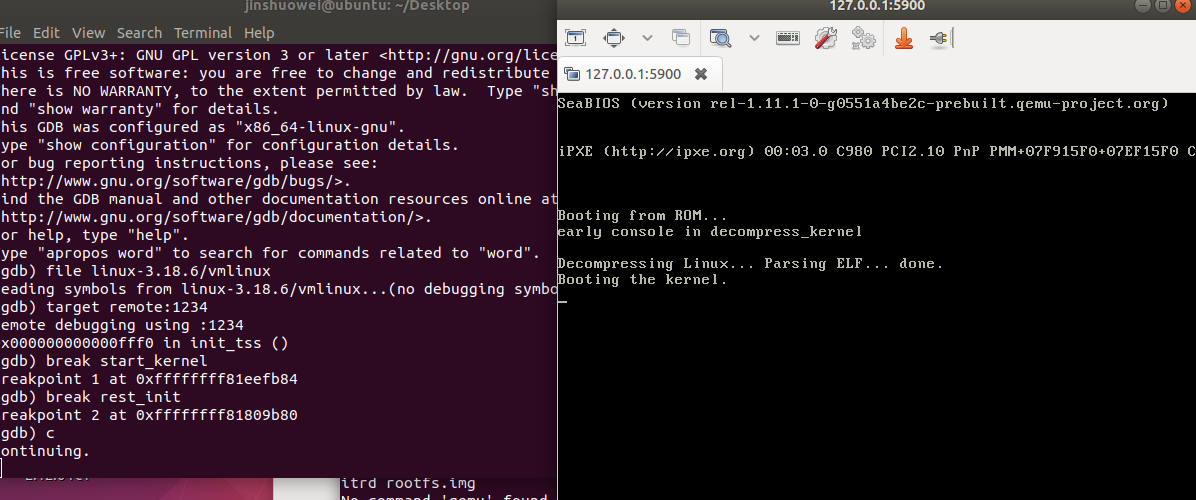 jinshuowei@ubuntu: ~/Desktop
File Edit View Search Terminal Help
icense GPLv3+: GNU GPL version 3 or later <http://gnu.org/lice
his is free software: you are free to change and redistribute
here is NO WARRANTY, to the extent permitted by law.  Type "sh
nd "show warranty" for details.
his GDB was configured as "x86_64-linux-gnu".
ype "show configuration" for configuration details.
or bug reporting instructions, please see:
http://www.gnu.org/software/gdb/bugs/>.
ind the GDB manual and other documentation resources online at
http://www.gnu.org/software/gdb/documentation/>.
or help, type "help".
ype "apropos word" to search for commands related to "word".
gdb) file linux-3.18.6/vmlinux
eading symbols from linux-3.18.6/vmlinux...(no debugging symbo
gdb) target remote:1234
emote debugging using :1234
x000000000000fff0 in init_tss ()
gdb) break start_kernel
reakpoint 1 at 0xffffffff81eefb84
gdb) break rest_init
reakpoint 2 at 0xffffffff81809b80
gdb) c
ontinuing.
itrd rootfs.img
No command 'qemu' found
127.0.0.1:5900
127.0.0.1:5900
SeaBIOS (version rel-1.11.1-0-g0551a4be2c-prebuilt.qemu-project.org)
iPXE (http://ipxe.org) 00:03.0 C980 PCI2.10 PnP PMM+07F915F0+07EF15F0 C
Booting from ROM...
early console in decompress_kernel
Decompressing Linux... Parsing ELF... done.
Booting the kernel.